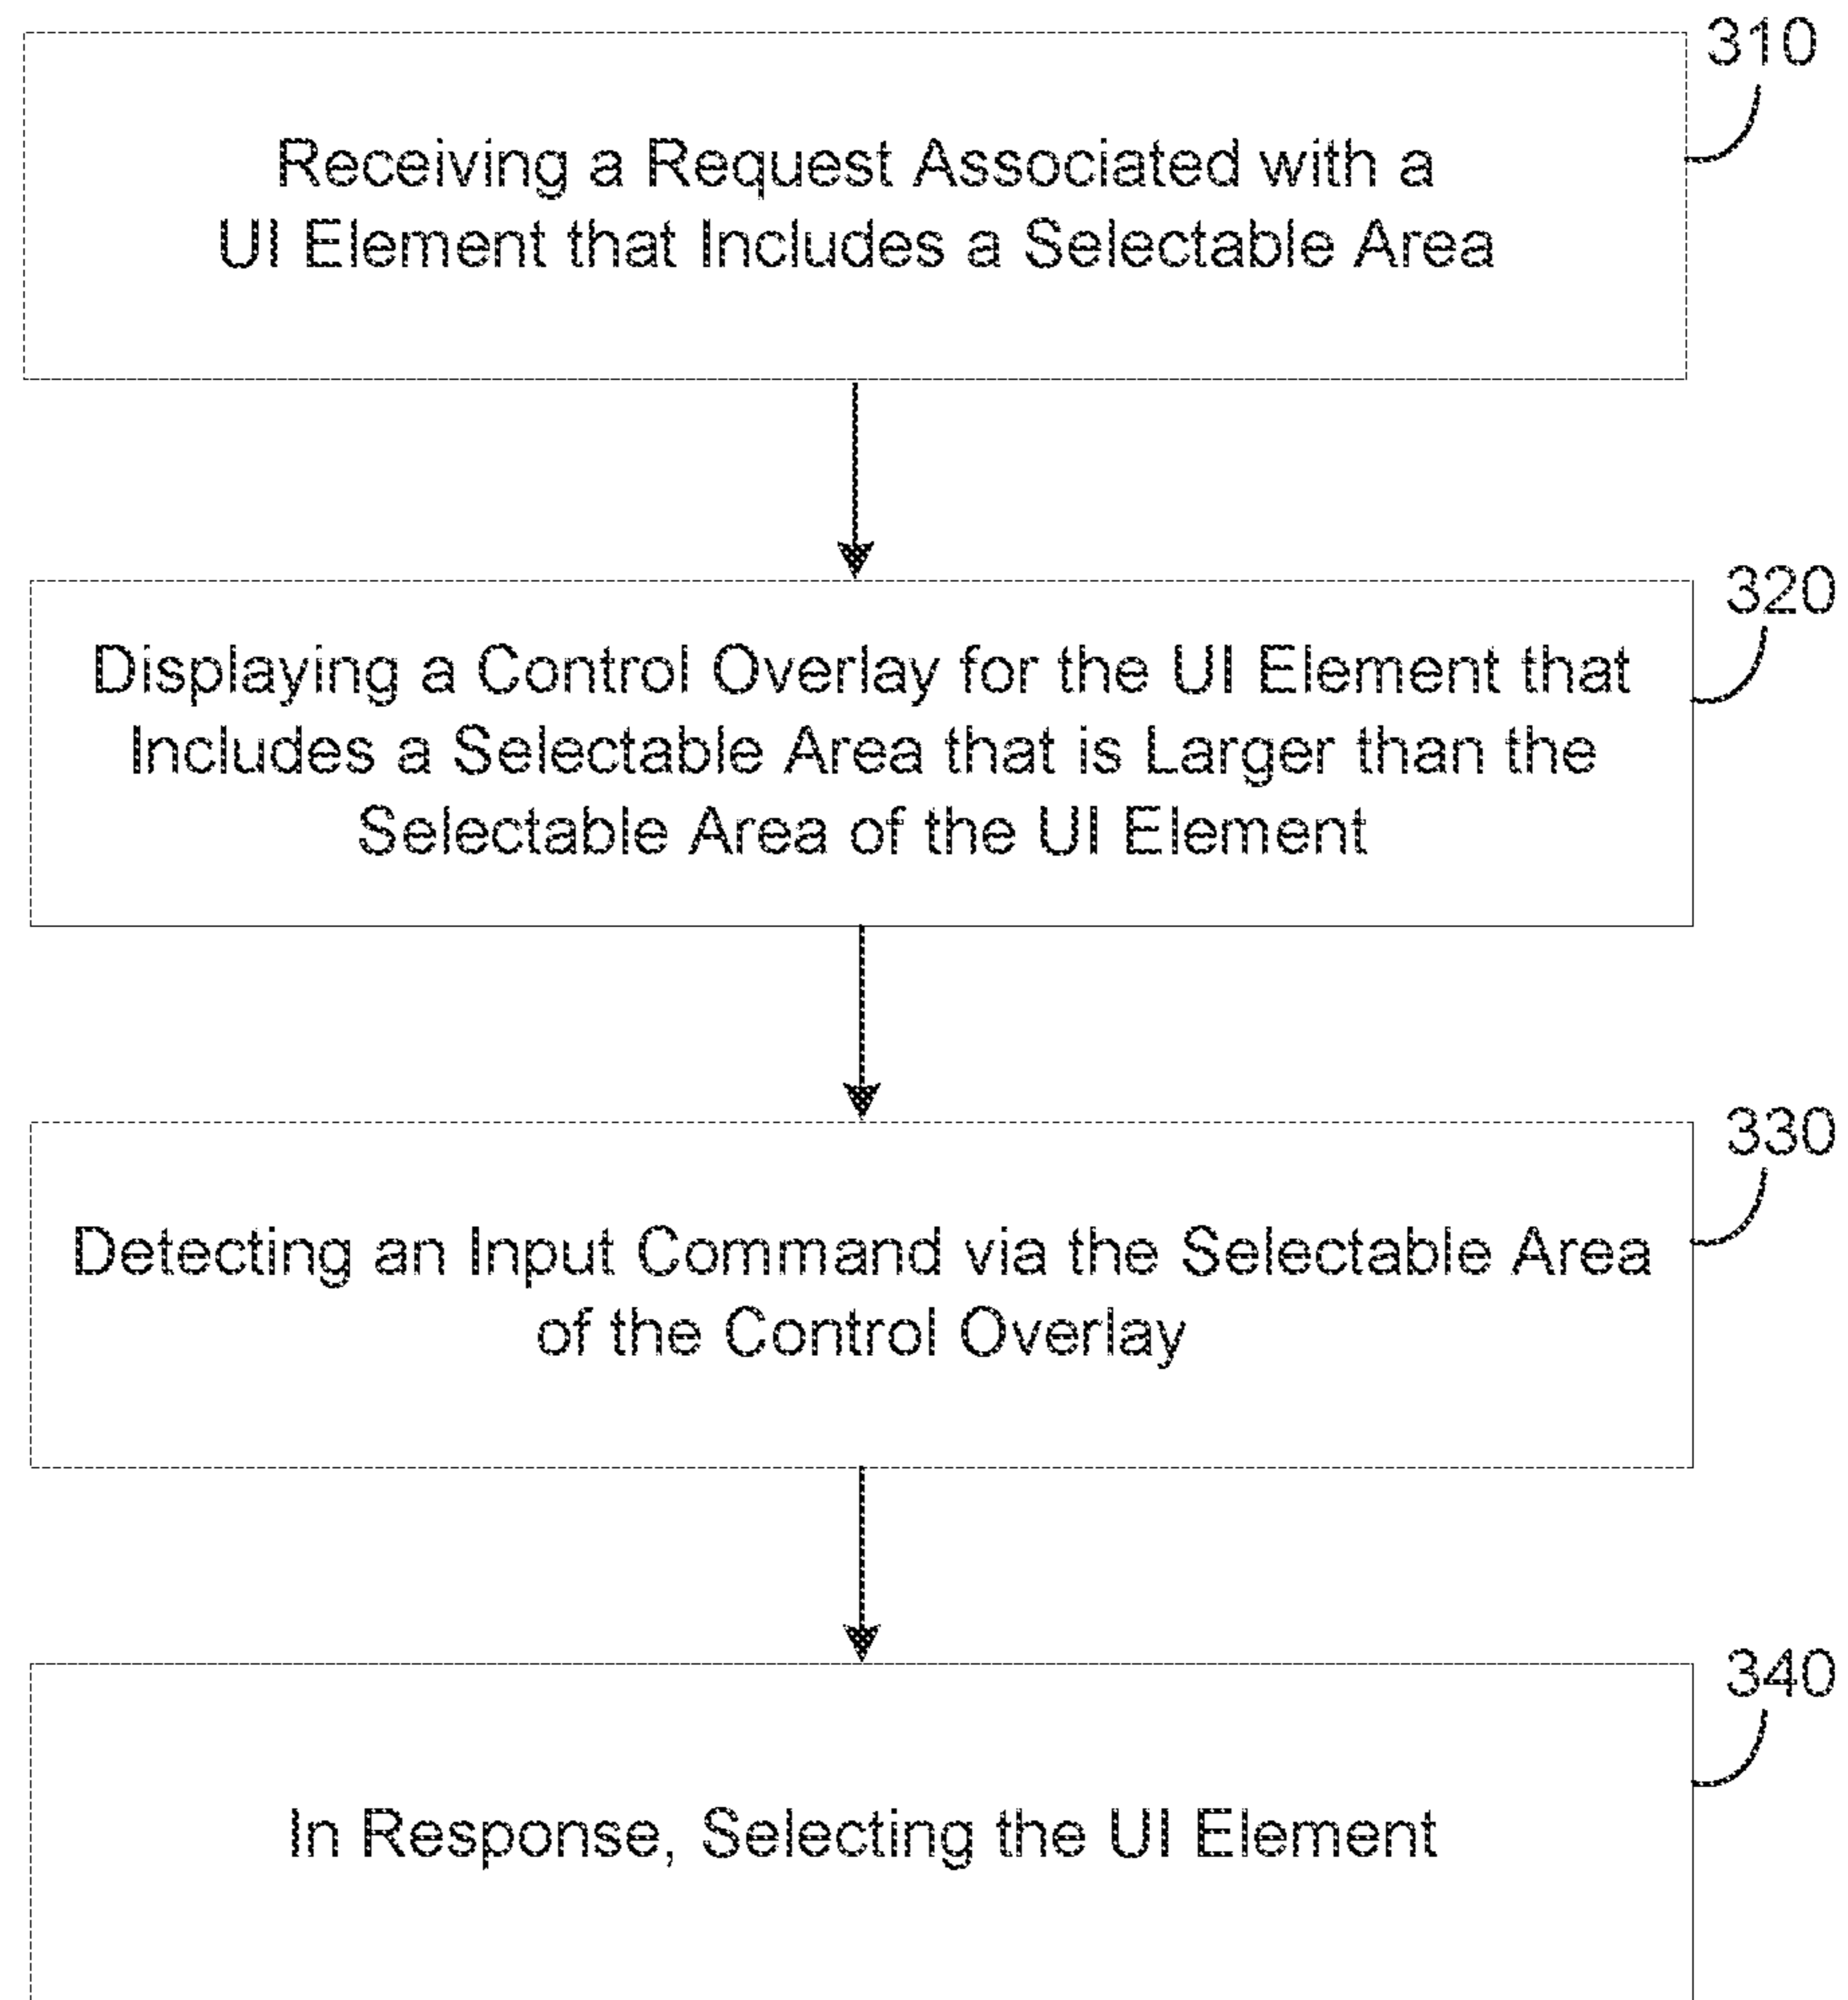 310
Receiving a Request Associated with a
UI Element that Includes a Selectable Area
320
Displaying a Control Overlay for the UI Element that
Includes a Selectable Area that is Larger than the
Selectable Area of the UI Element
330
Detecting an Input Command via the Selectable Area
of the Control Overlay
340
In Response, Selecting the UI Element